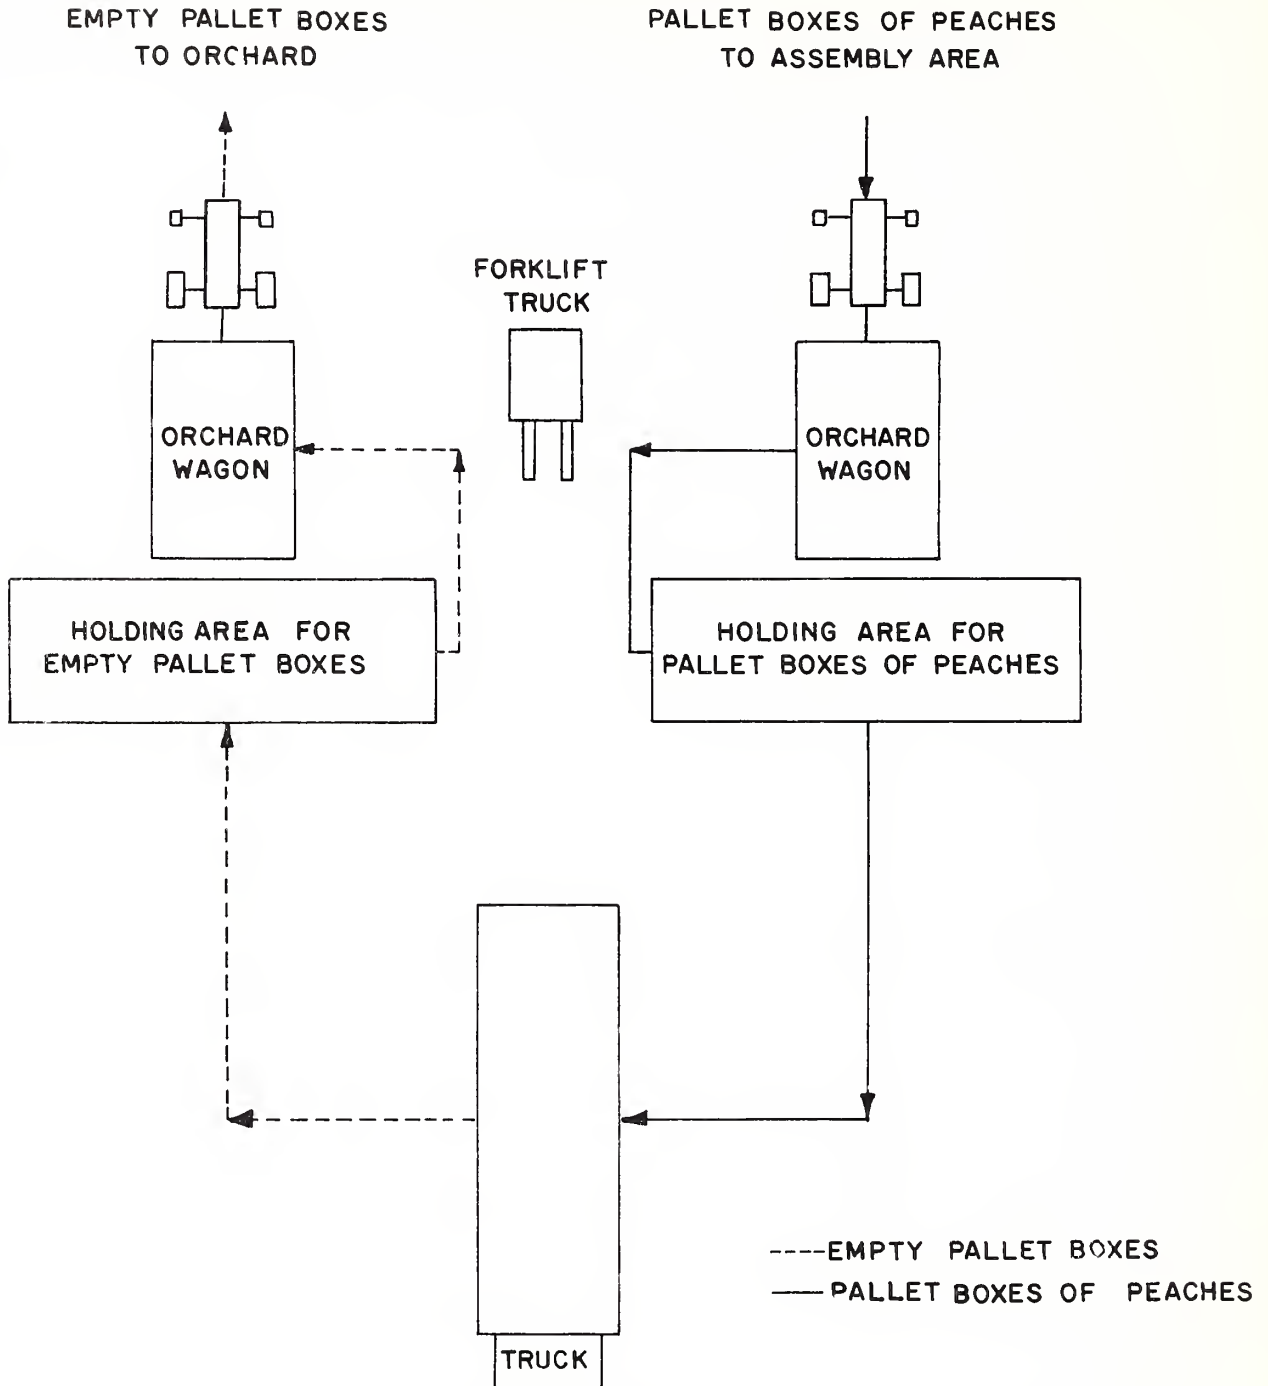 EMPTY PALLET BOXES
TO ORCHARD
PALLET BOXES OF PEACHES
TO ASSEMBLY AREA
FORKLIFT
TRUCK
ORCHARD
WAGON
ORCHARD
WAGON
HOLDING AREA FOR
EMPTY PALLET BOXES
HOLDING AREA FOR
PALLET BOXES OF PEACHES
EMPTY PALLET BOXES
PALLET BOXES OF PEACHES
TRUCK